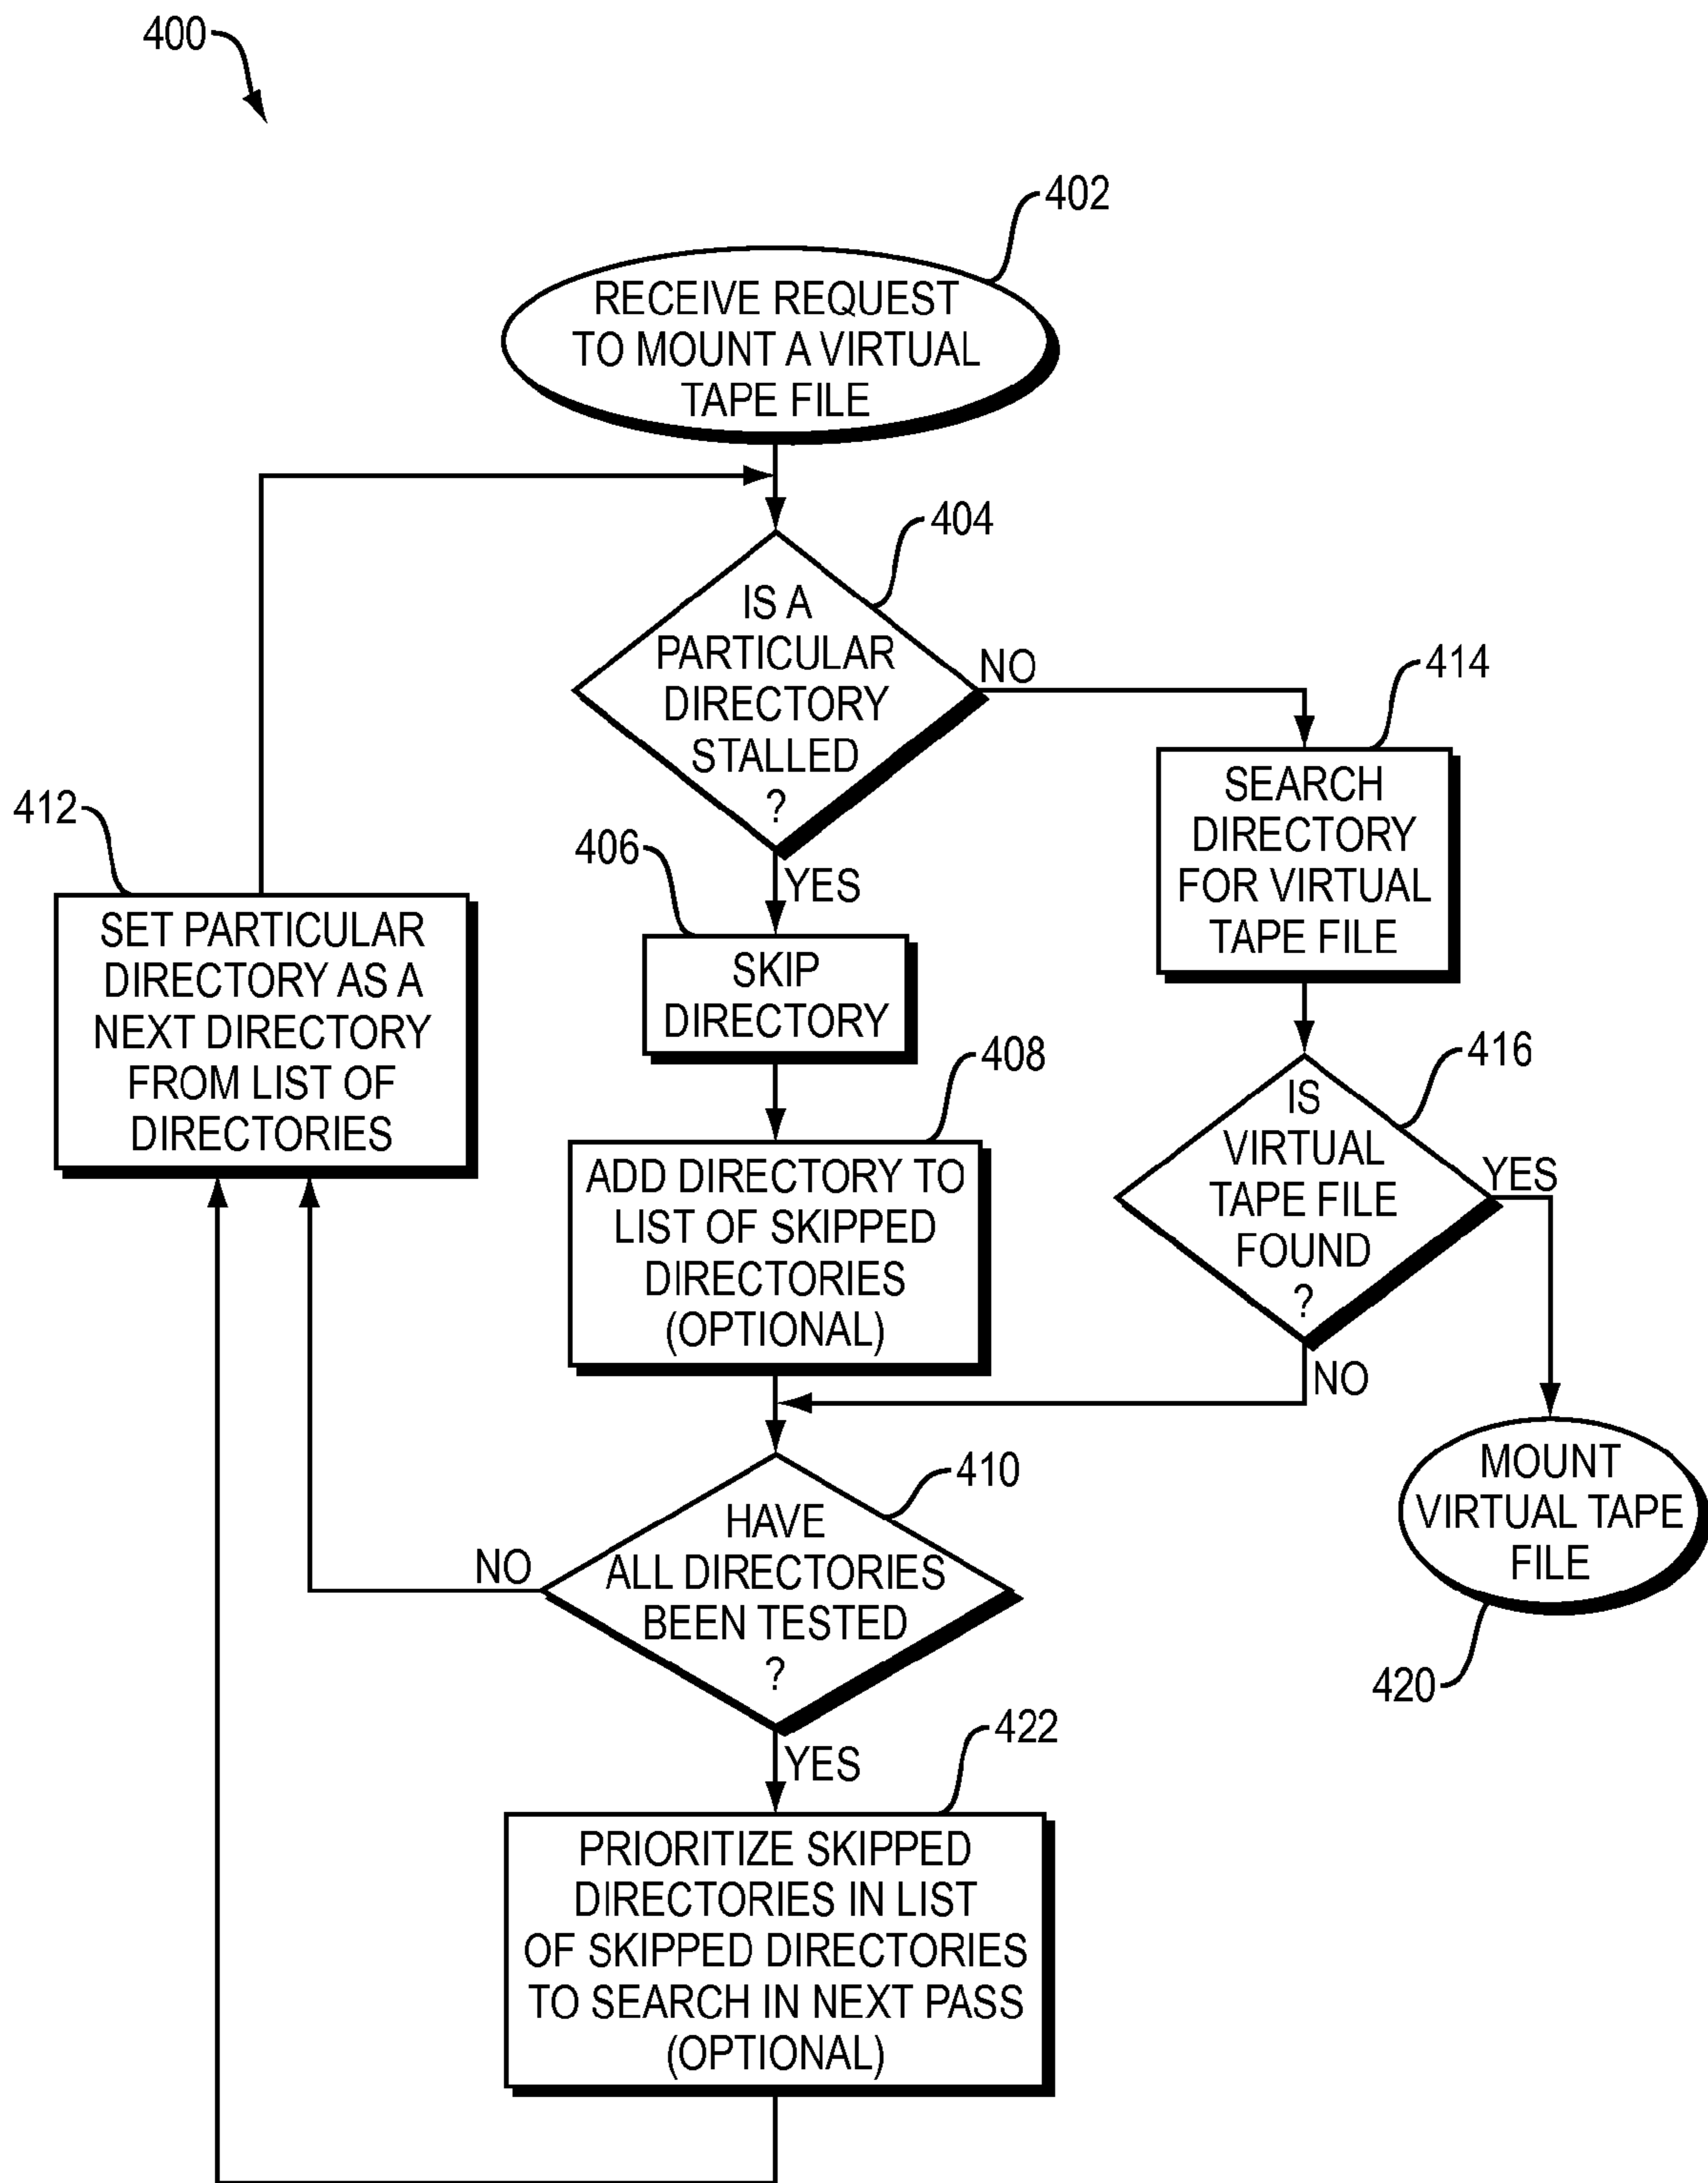 400
402
RECEIVE REQUEST
TO MOUNT A VIRTUAL
TAPE FILE
404
IS A
PARTICULAR
DIRECTORY
STALLED
?
NO
YES
414
SEARCH
DIRECTORY
FOR VIRTUAL
TAPE FILE
412
SET PARTICULAR
DIRECTORY AS A
NEXT DIRECTORY
FROM LIST OF
DIRECTORIES
406
SKIP
DIRECTORY
408
ADD DIRECTORY TO
LIST OF SKIPPED
DIRECTORIES
(OPTIONAL)
416
IS
VIRTUAL
TAPE FILE
FOUND
?
YES
NO
410
HAVE
ALL DIRECTORIES
BEEN TESTED
?
NO
YES
MOUNT
VIRTUAL TAPE
FILE
420
422
PRIORITIZE SKIPPED
DIRECTORIES IN LIST
OF SKIPPED DIRECTORIES
TO SEARCH IN NEXT PASS
(OPTIONAL)